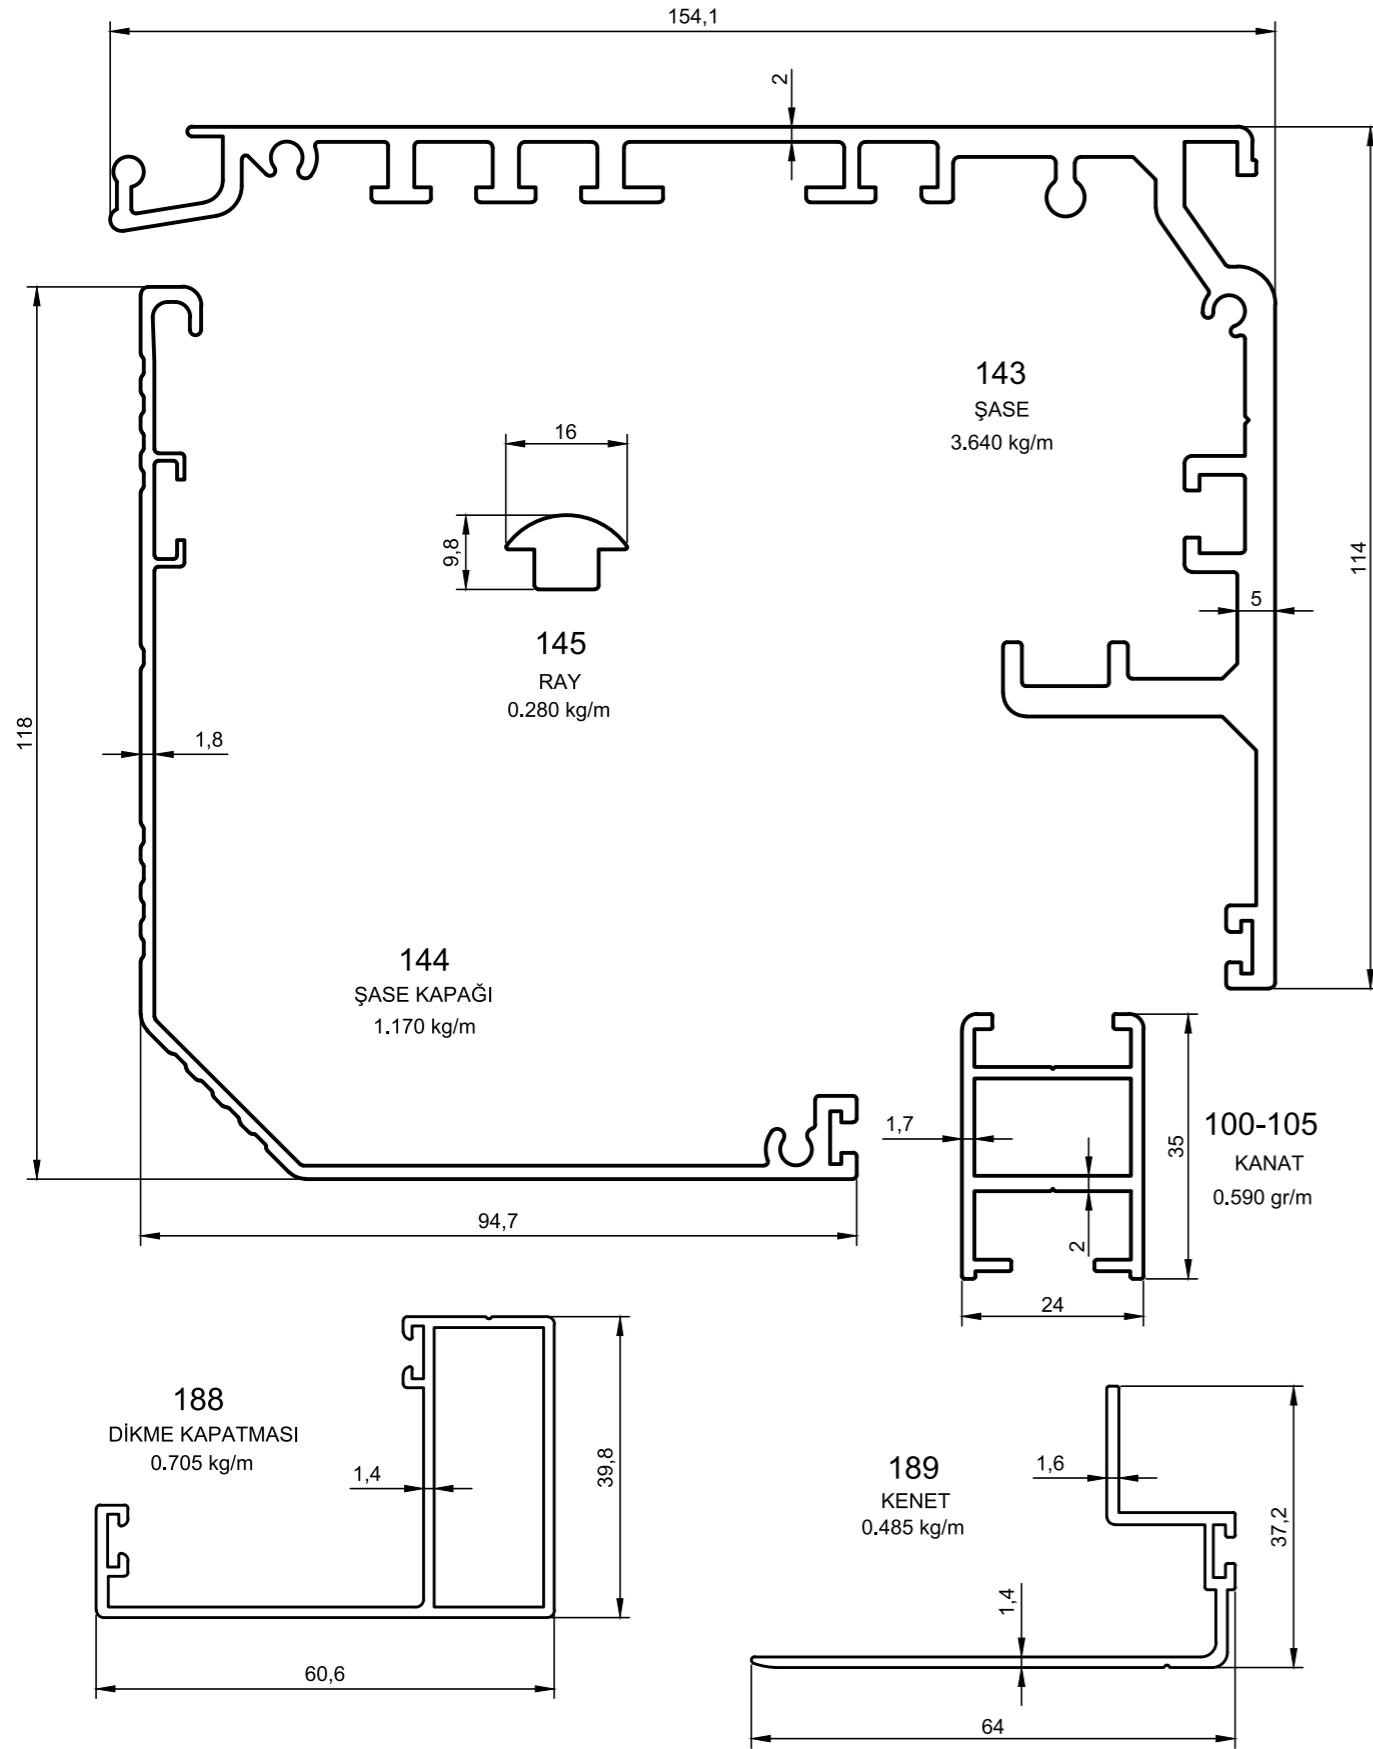 154,1
2
143
ŞASE
3.640 kg/m
114
5
118
16
9,8
145
RAY
0.280 kg/m
1,8
144
ŞASE KAPAĞI
1.170 kg/m
94,7
1,7
35
2
24
100-105
KANAT
0.590 gr/m
188
DİKME KAPATMASI
0.705 kg/m
1,4
39,8
60,6
189
KENET
0.485 kg/m
1,6
37,2
1,4
64